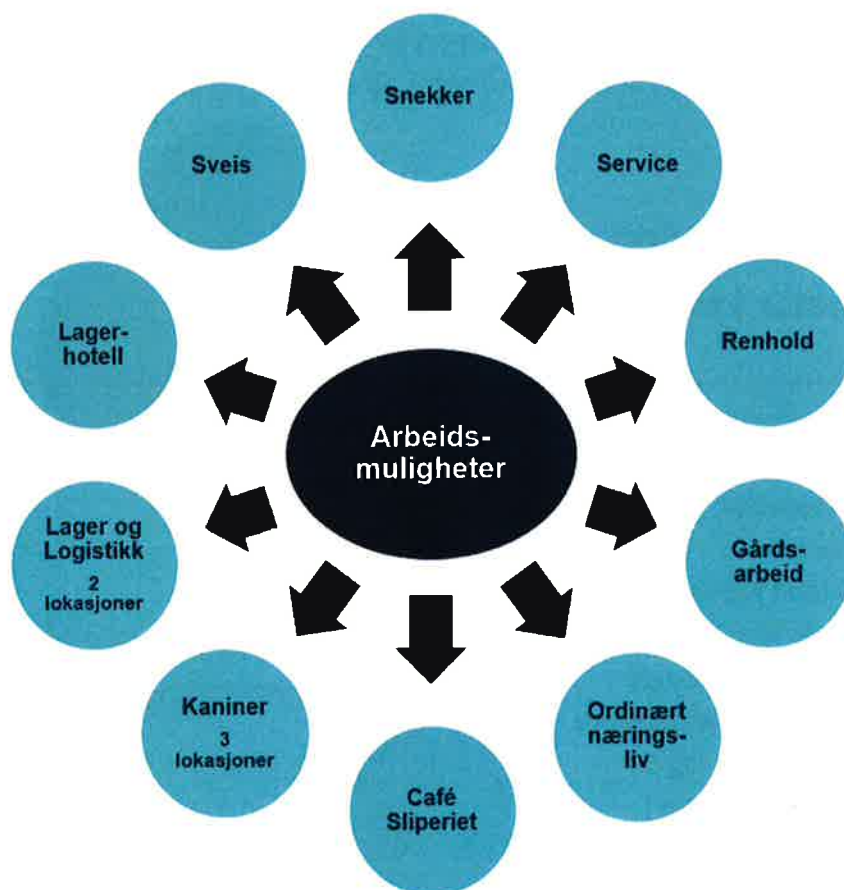 Snekker
Sveis
Service
Lager-
hotell
Renhold
Arbeids-
muligheter
Lager og
Logistikk
2
lokasjoner
Gårds-
arbeid
Kaniner
3
lokasjoner
Ordinært
nærings-
liv
Café
Sliperiet